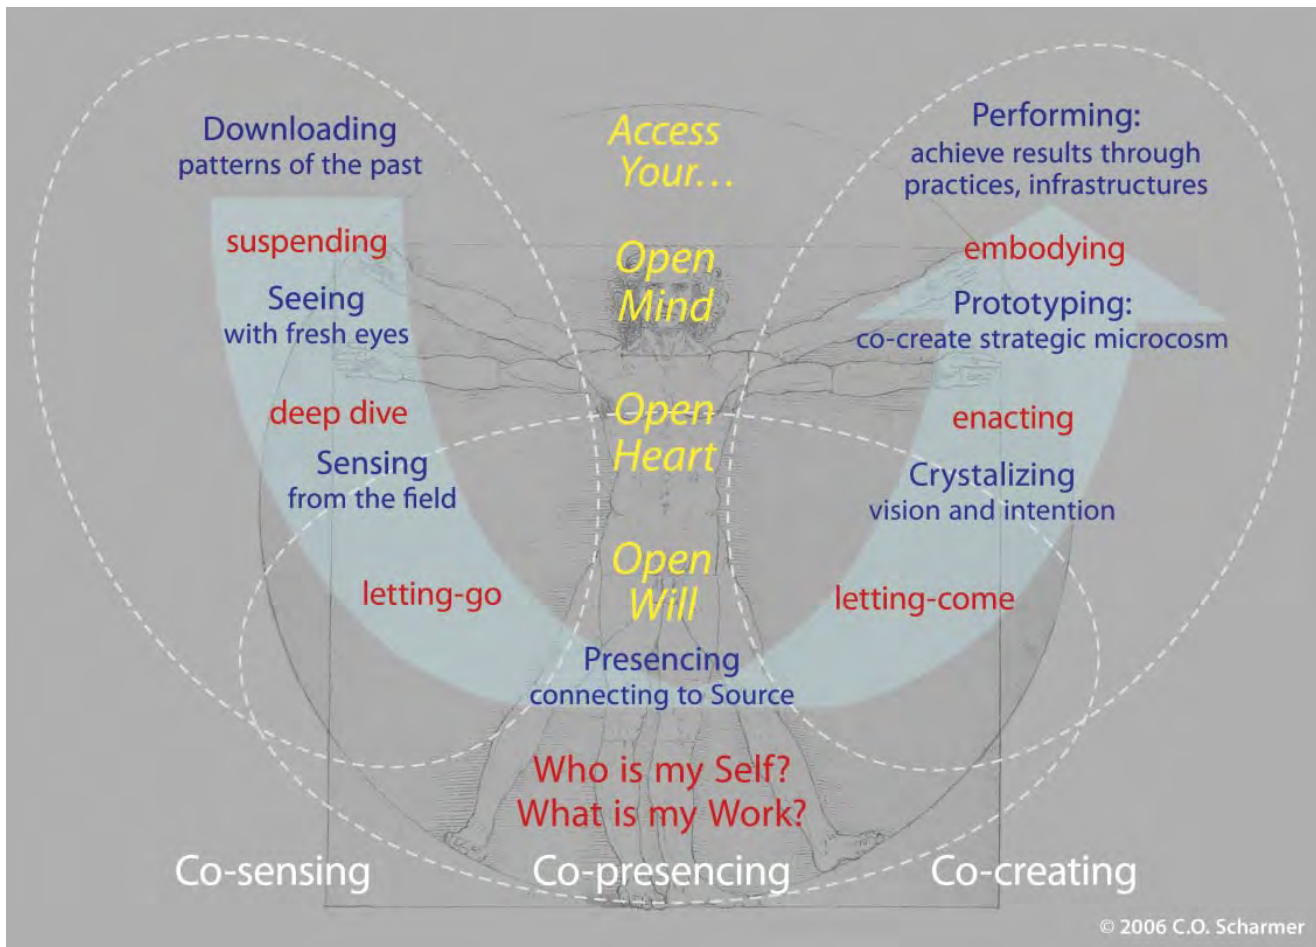 Downloading
patterns of the past
suspending
Seeing
with fresh eyes
deep dive
Sensing
from the field
letting-go
Access
Your…
Open
Mind
Open
Heart
Open
Will
Presencing
connecting to Source
Who is my Self?
What is my Work?
Performing:
achieve results through
practices, infrastructures
embodying
Prototyping:
co-create strategic microcosm
enacting
Crystalizing
vision and intention
letting-come
Co-sensing
Co-presencing
Co-creating
© 2006 C.O. Scharmer